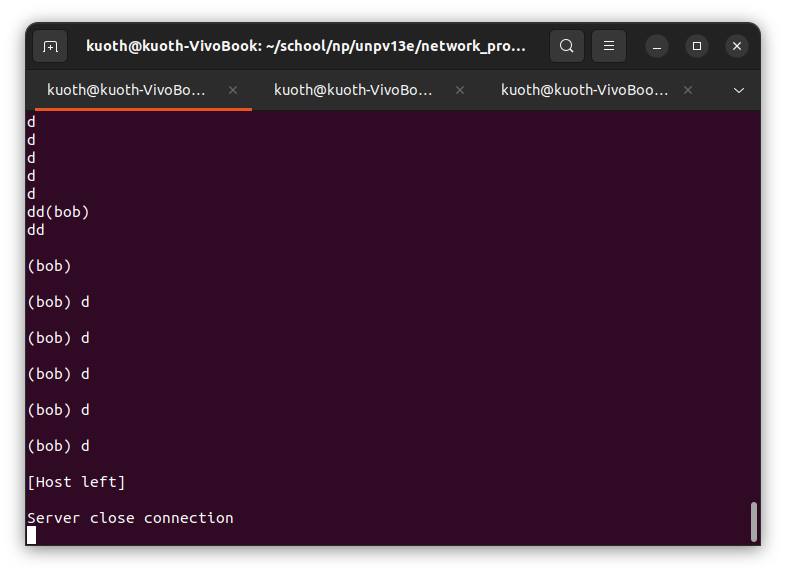 kuoth@kuoth-VivoBook: ~/school/np/unpv13e/network_pro...
kuoth@kuoth-VivoBo... kuoth@kuoth-VivoBo... kuoth@kuoth-VivoBoo...
d
d
d
d
d
dd(bob)
dd
(bob)
(bob) d
(bob) d
(bob) d
(bob) d
(bob) d
[Host left]
Server close connection